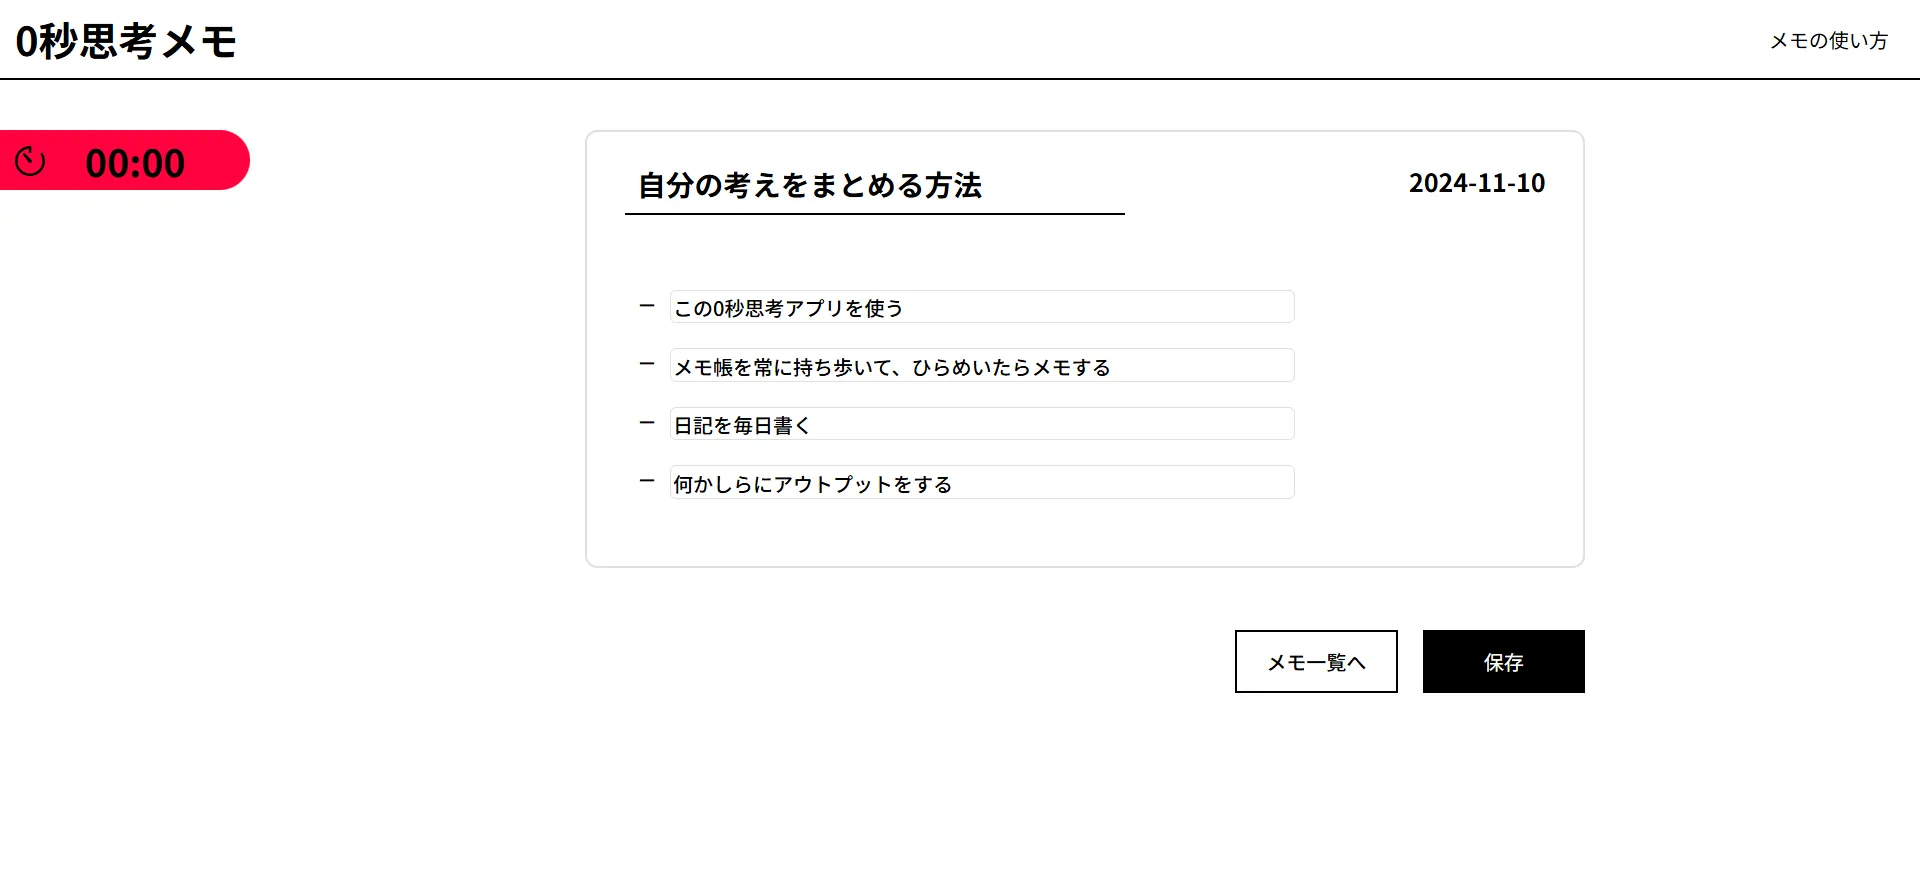 0秒思考メモ
メモの使い方
00:00
自分の考えをまとめる方法
2024-11-10
ー この0秒思考アプリを使う
ー メモ帳を常に持ち歩いて、ひらめいたらメモする
ー 日記を毎日書く
ー 何かしらにアウトプットをする
メモ一覧へ
保存